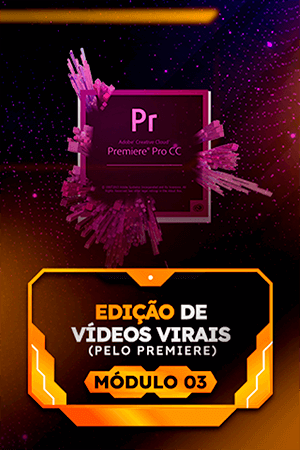 Pr
Adobe Creative Cloud
Premiere Pro CC
EDIÇÃO DE
VÍDEOS VIRAIS
(PELO PREMIERE)
MÓDULO 03